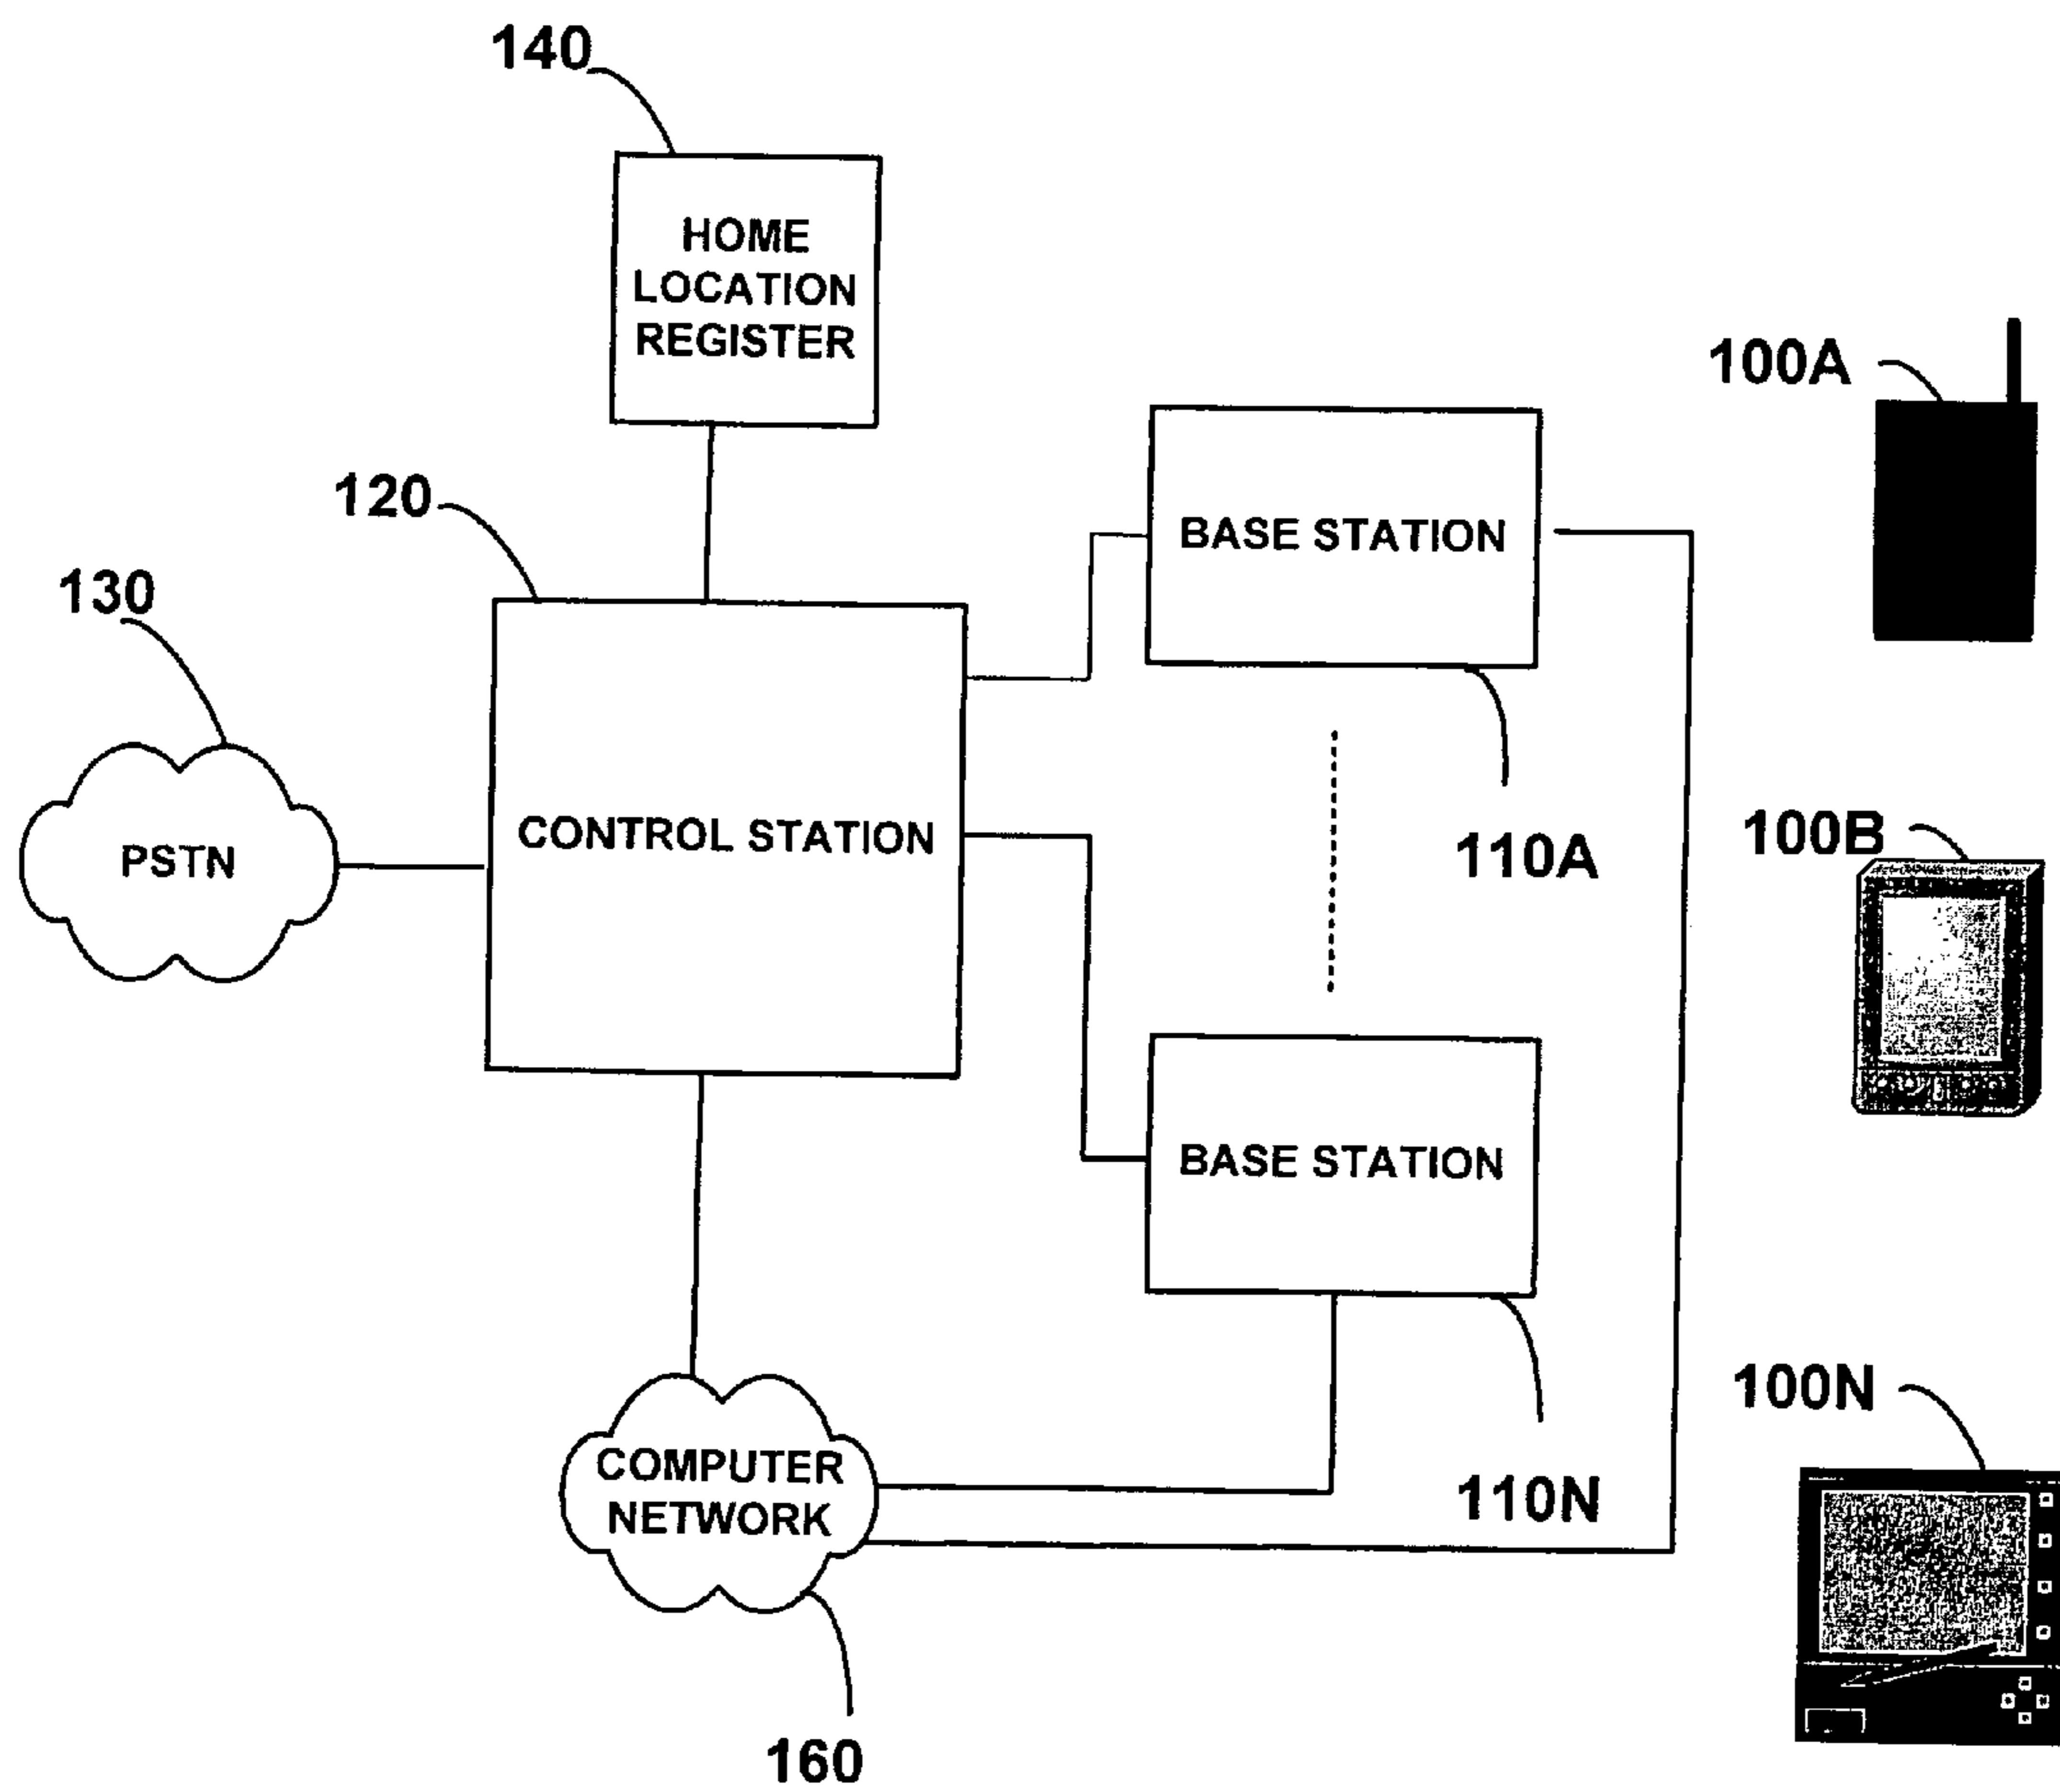 140
HOME
LOCATION
REGISTER
100A
120
BASE STATION
130
CONTROL STATION
110A
100B
PSTN
BASE STATION
100N
COMPUTER
NETWORK
110N
160